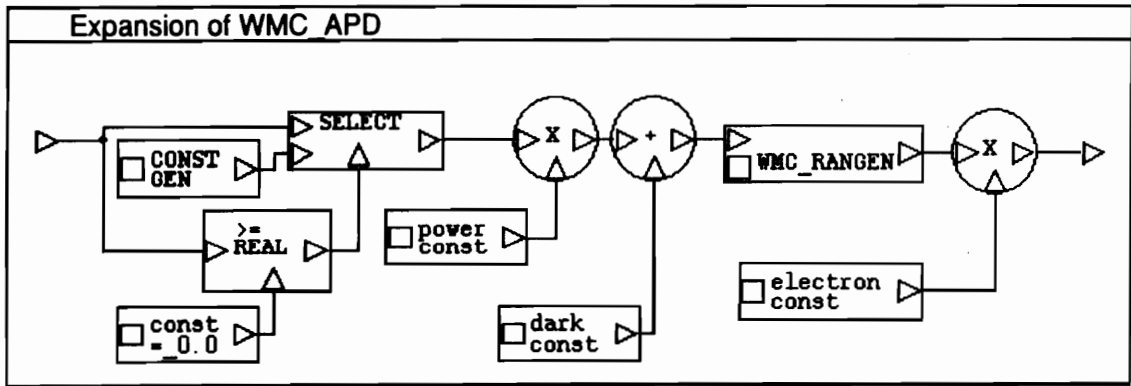 Expansion of WMC_APD
SELECT
CONST
GEN
>=
REAL
const
=_0.0
X
power
const
+
dark
const
WMC_RANGEN
X
electron
const